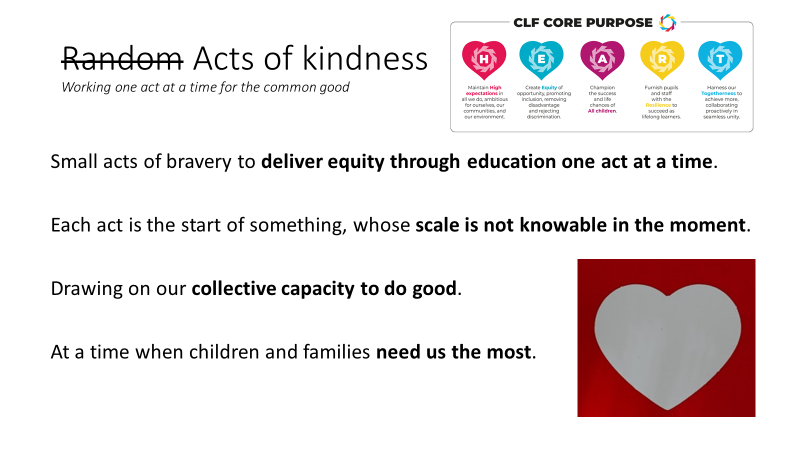 Random Acts of kindness
Working one act at a time for the common good
CLF CORE PURPOSE
H
E
A
R
T
Maintain High
expectations in
all we do, ambitious
for ourselves, our
communities, and
our environment.
Create Equity of
opportunity, promoting
inclusion, removing
disadvantage
and rejecting
discrimination.
Champion
the success
and life
chances of
All children.
Furnish pupils
and staff
with the
Resilience to
succeed as
lifelong learners.
Harness our
Togetherness to
achieve more,
collaborating
proactively in
seamless unity.
Small acts of bravery to deliver equity through education one act at a time.
Each act is the start of something, whose scale is not knowable in the moment.
Drawing on our collective capacity to do good.
At a time when children and families need us the most.